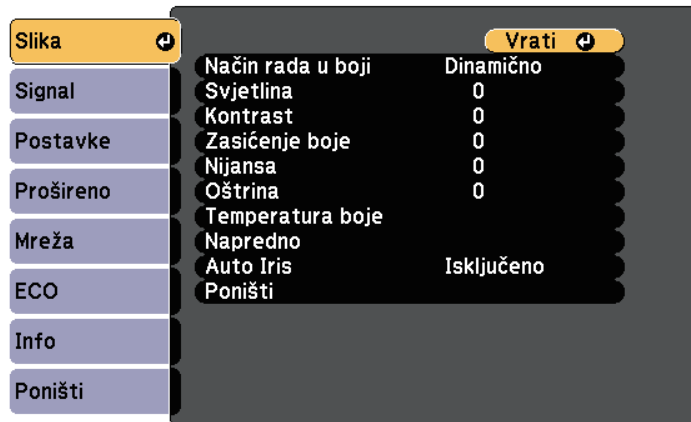 Slika
Signal
Postavke
Prošireno
Mreža
ECO
Info
Poništi
Vrati
Način rada u boji Dinamično
Svjetlina 0
Kontrast 0
Zasićenje boje 0
Nijansa 0
Oštrina 0
Temperatura boje
Napredno
Auto Iris Isključeno
Poništi